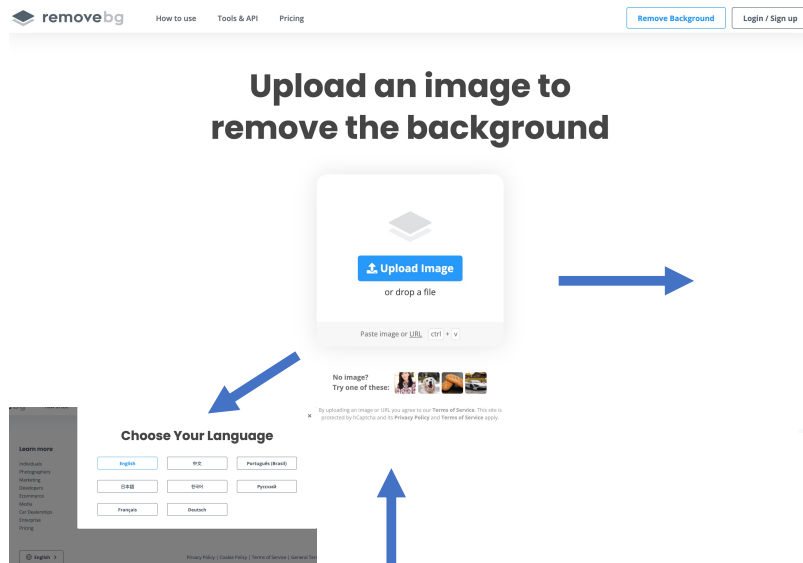 removebg
How to use
Tools & API
Pricing
Remove Background
Login / Sign up
Upload an image to
remove the background
Upload Image
or drop a file
Paste image or URL ctrl + v
No image?
Try one of these:
By uploading an image or URL you agree to our Terms of Service. This site is
protected by hCaptcha and its Privacy Policy and Terms of Service apply.
Choose Your Language
English
中文
Português (Brasil)
日本語
한국어
Русский
Français
Deutsch
Learn more
Individuals
Photographers
Marketing
Developers
Ecommerce
Media
Car Dealerships
Enterprise
Pricing
English
Privacy Policy | Cookie Policy | Terms of Service | General